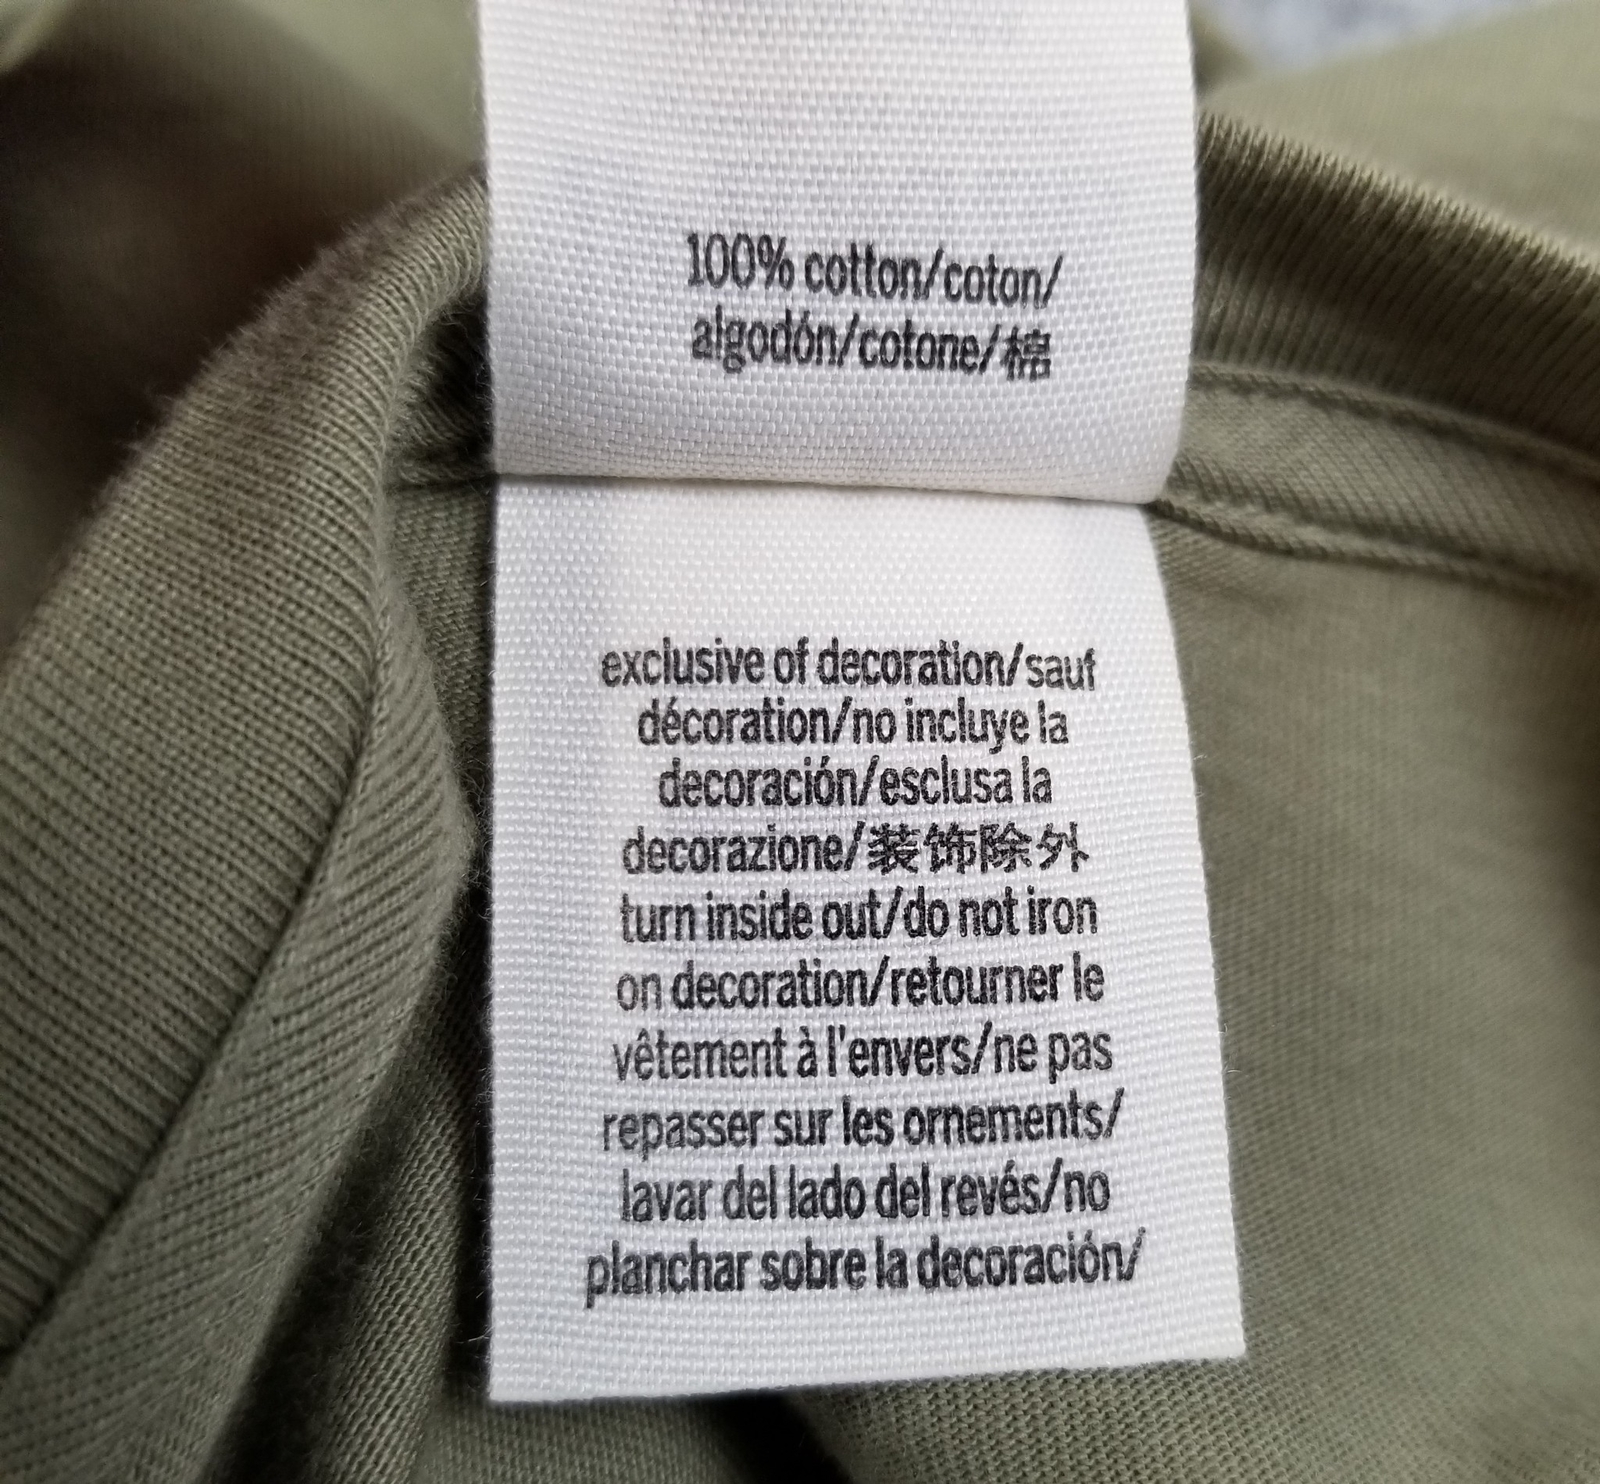 100% cotton/coton/
algodón/cotone/棉
exclusive of decoration/sauf
décoration/no incluye la
decoración/esclusa la
decorazione/装饰除外
turn inside out/do not iron
on decoration/retourner le
vêtement à l'envers/ne pas
repasser sur les ornements/
lavar del lado del revés/no
planchar sobre la decoración/